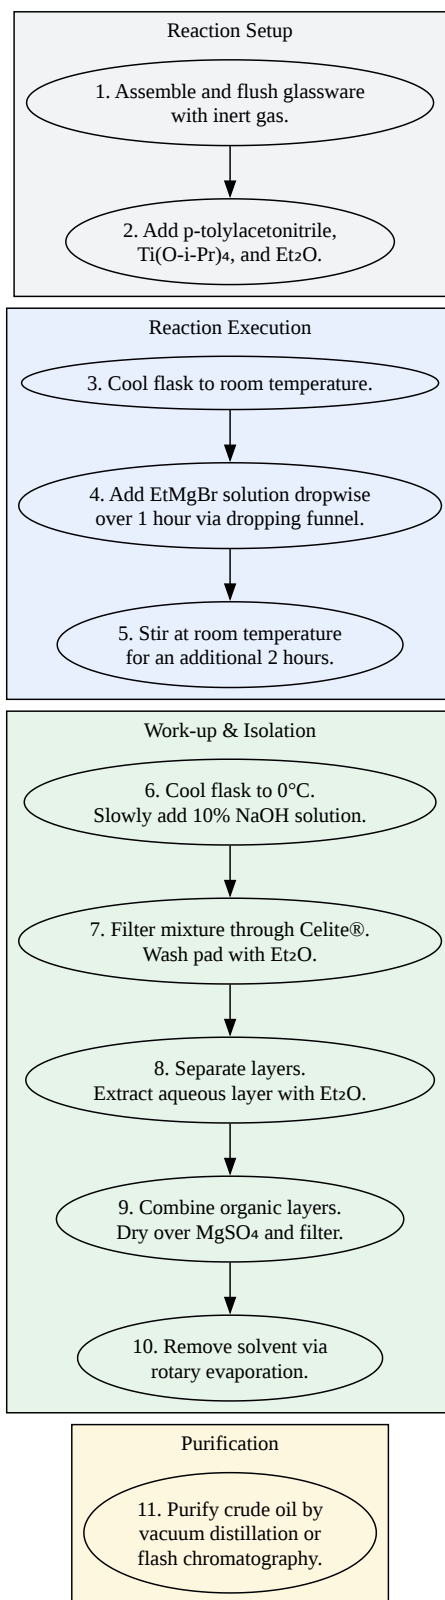 Reaction Setup
1. Assemble and flush glassware
with inert gas.
2. Add p-tolylacetonitrile,
Ti(O-i-Pr)₄, and Et₂O.
Reaction Execution
3. Cool flask to room temperature.
4. Add EtMgBr solution dropwise
over 1 hour via dropping funnel.
5. Stir at room temperature
for an additional 2 hours.
Work-up & Isolation
6. Cool flask to 0°C.
Slowly add 10% NaOH solution.
7. Filter mixture through Celite®.
Wash pad with Et₂O.
8. Separate layers.
Extract aqueous layer with Et₂O.
9. Combine organic layers.
Dry over MgSO₄ and filter.
10. Remove solvent via
rotary evaporation.
Purification
11. Purify crude oil by
vacuum distillation or
flash chromatography.